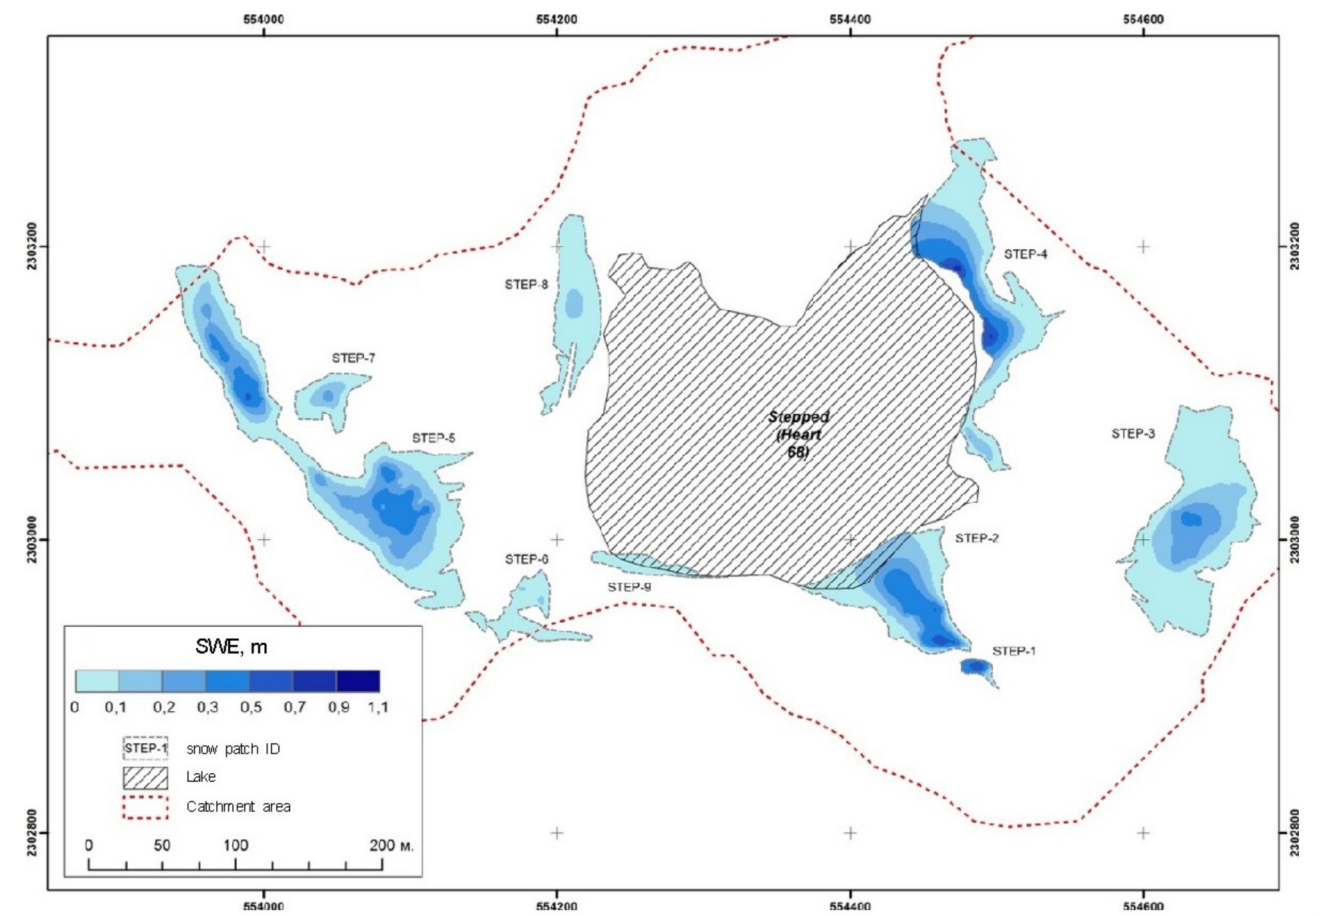 554000 554200 554400 554600
2303200 2303200
STEP-4
STEP-8
STEP-7
Stepped
(Heart
68)
STEP-3
STEP-5
2303000 2303000
STEP-2
STEP-6
STEP-9
STEP-1
SWE, m
0 0,1 0,2 0,3 0,5 0,7 0,9 1,1
STEP-1 snow patch ID
Lake
Catchment area
0 50 100 200 м.
2302800 2302800
554000 554200 554400 554600